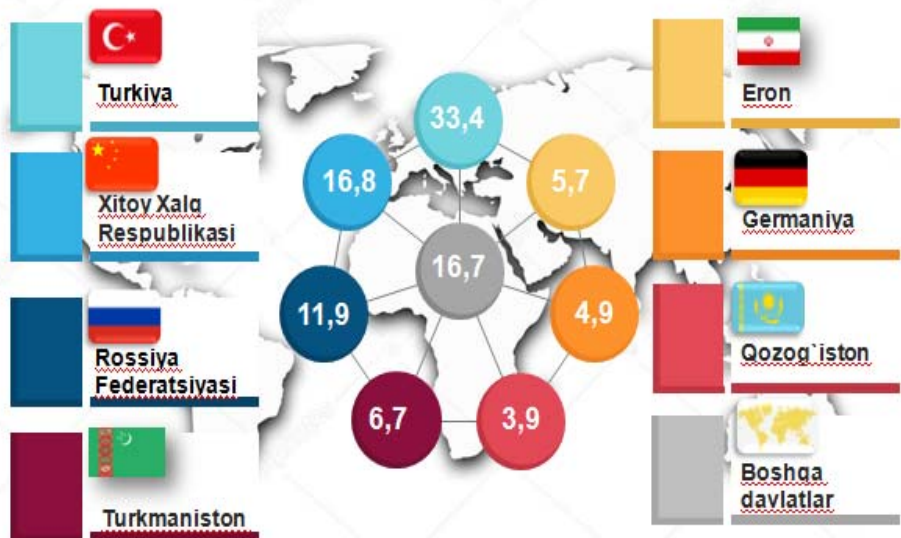 Turkiya
Xitoy Xalq
Respublikasi
Rossiya
Federatsiyasi
Turkmaniston
33,4
16,8
5,7
16,7
11,9
4,9
6,7
3,9
Eron
Germaniya
Qozog`iston
Boshqa
davlatlar